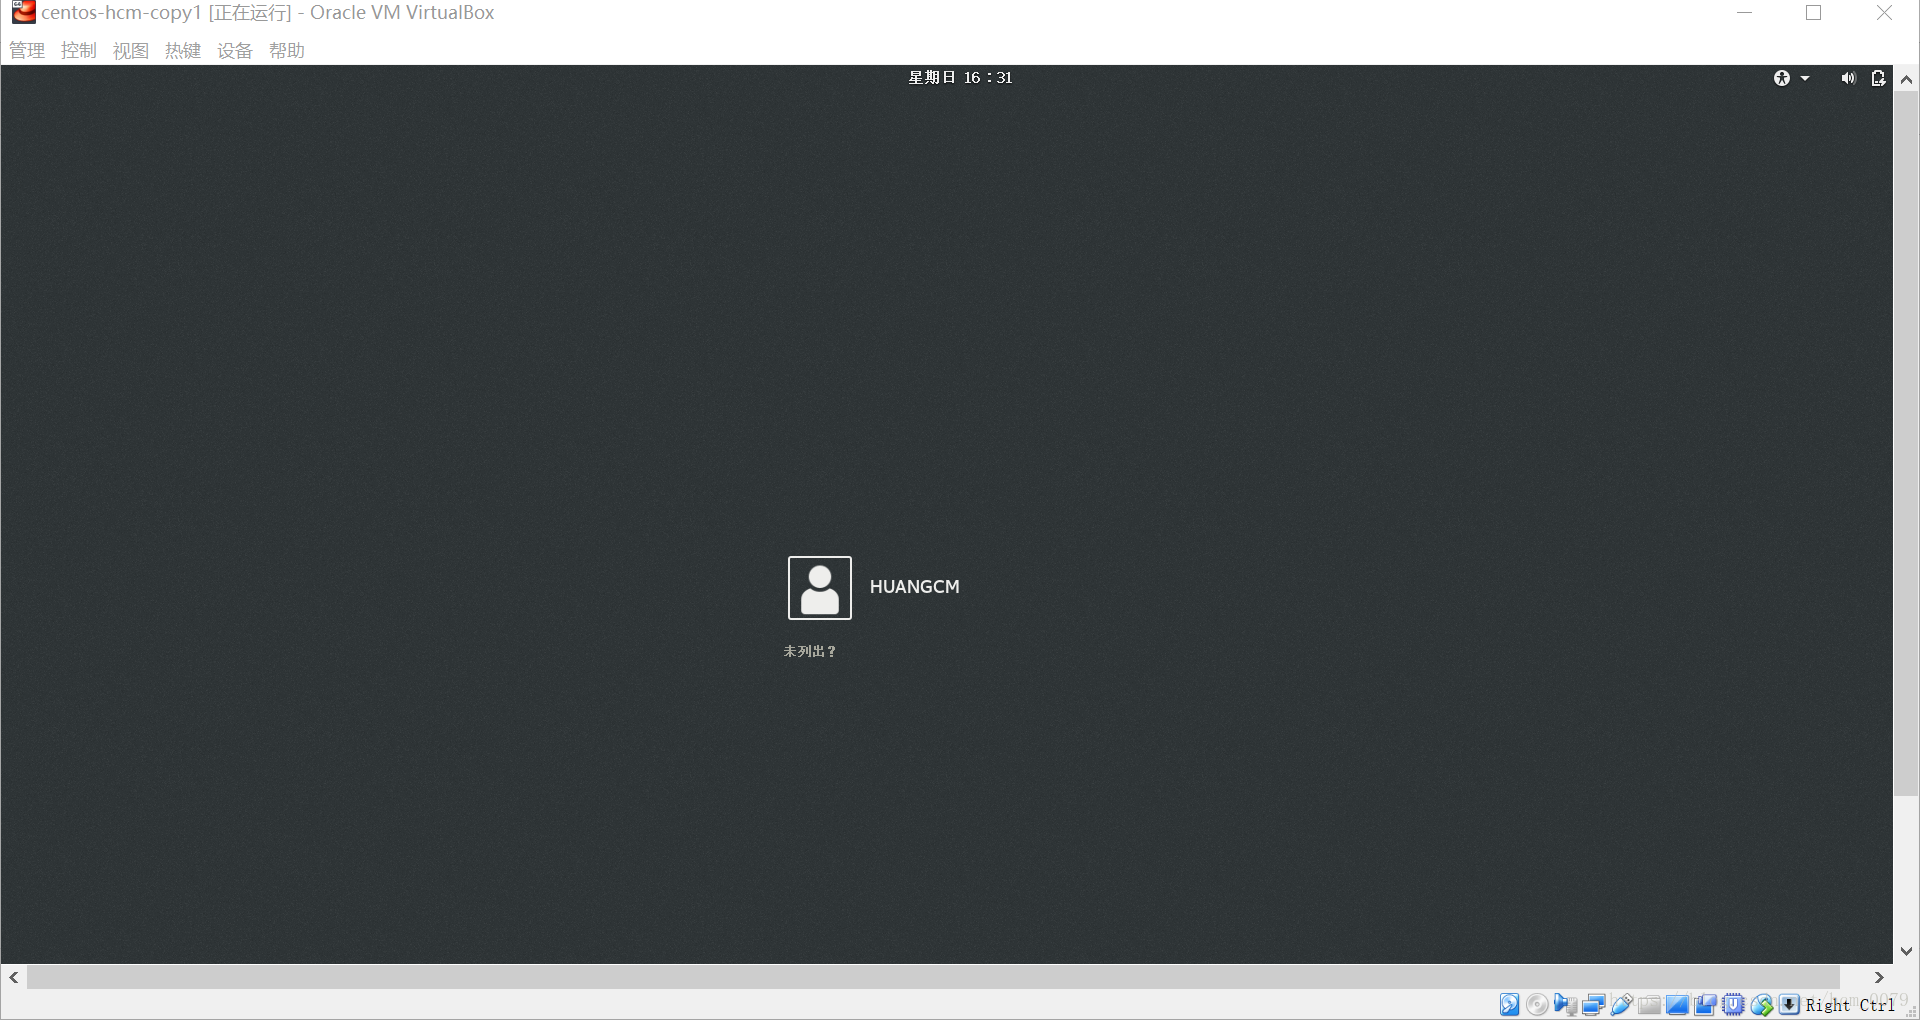 centos-hcm-copy1 [正在运行] - Oracle VM VirtualBox
管理 控制 视图 热键 设备 帮助
星期日 16：31
HUANGCM
未列出？
Right Ctrl